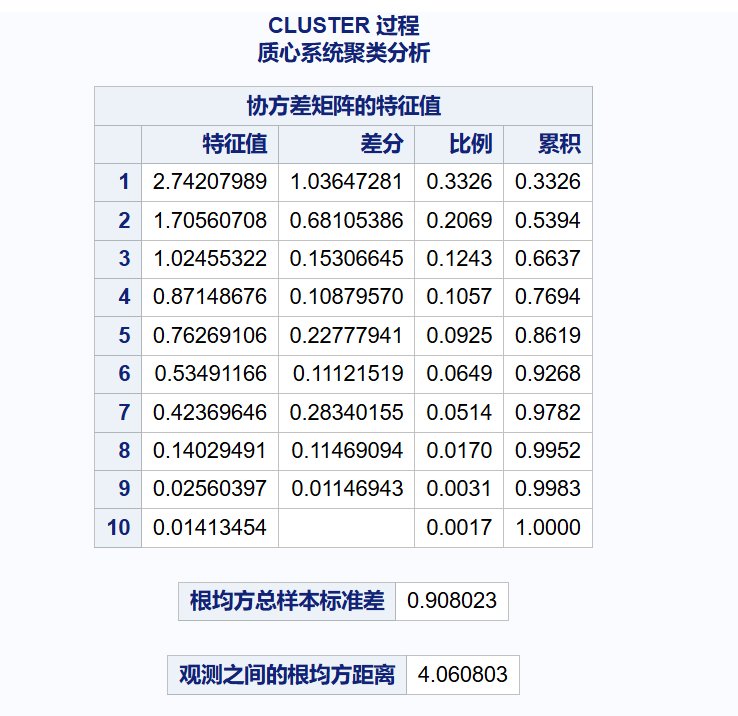 CLUSTER 过程
质心系统聚类分析
协方差矩阵的特征值
特征值 差分 比例 累积
1 2.74207989 1.03647281 0.3326 0.3326
2 1.70560708 0.68105386 0.2069 0.5394
3 1.02455322 0.15306645 0.1243 0.6637
4 0.87148676 0.10879570 0.1057 0.7694
5 0.76269106 0.22777941 0.0925 0.8619
6 0.53491166 0.11121519 0.0649 0.9268
7 0.42369646 0.28340155 0.0514 0.9782
8 0.14029491 0.11469094 0.0170 0.9952
9 0.02560397 0.01146943 0.0031 0.9983
10 0.01413454 0.0017 1.0000
根均方总样本标准差 0.908023
观测之间的根均方距离 4.060803